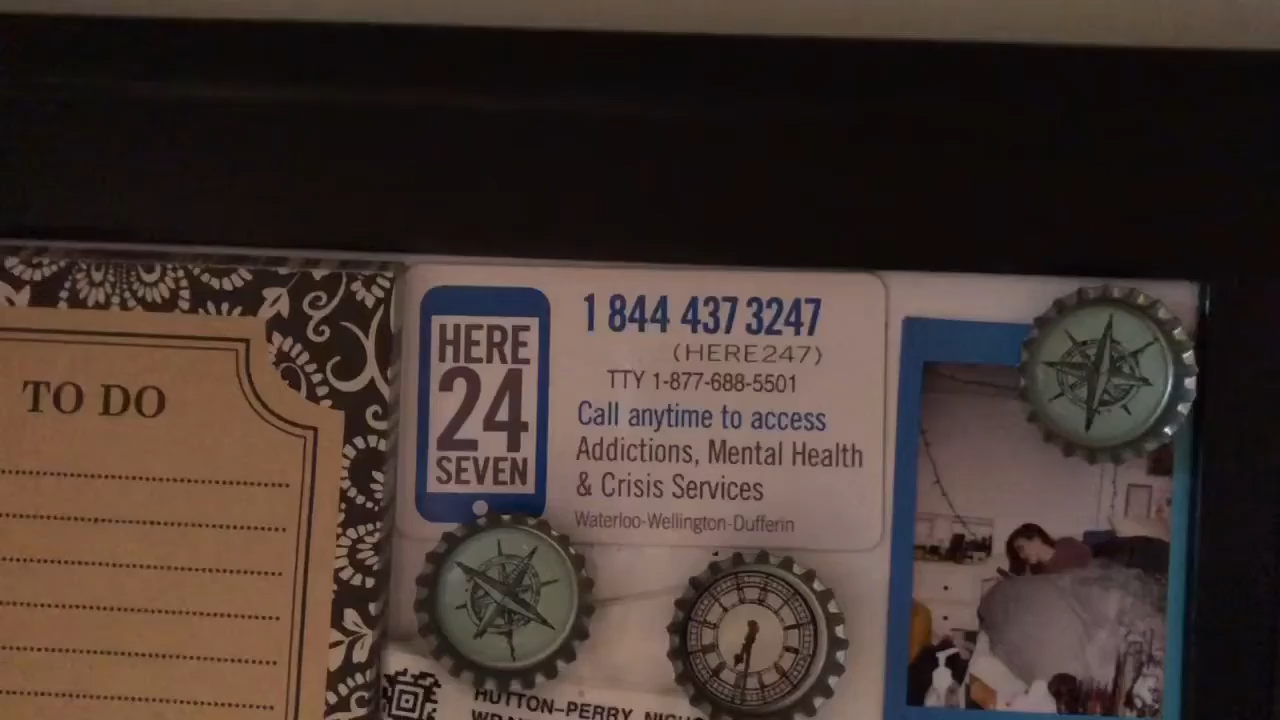 TO DO
HERE
24
SEVEN
1 844 437 3247
(HERE247)
TTY 1-877-688-5501
Call anytime to access
Addictions, Mental Health
& Crisis Services
Waterloo-Wellington-Dufferin
HUTTON-PERRY